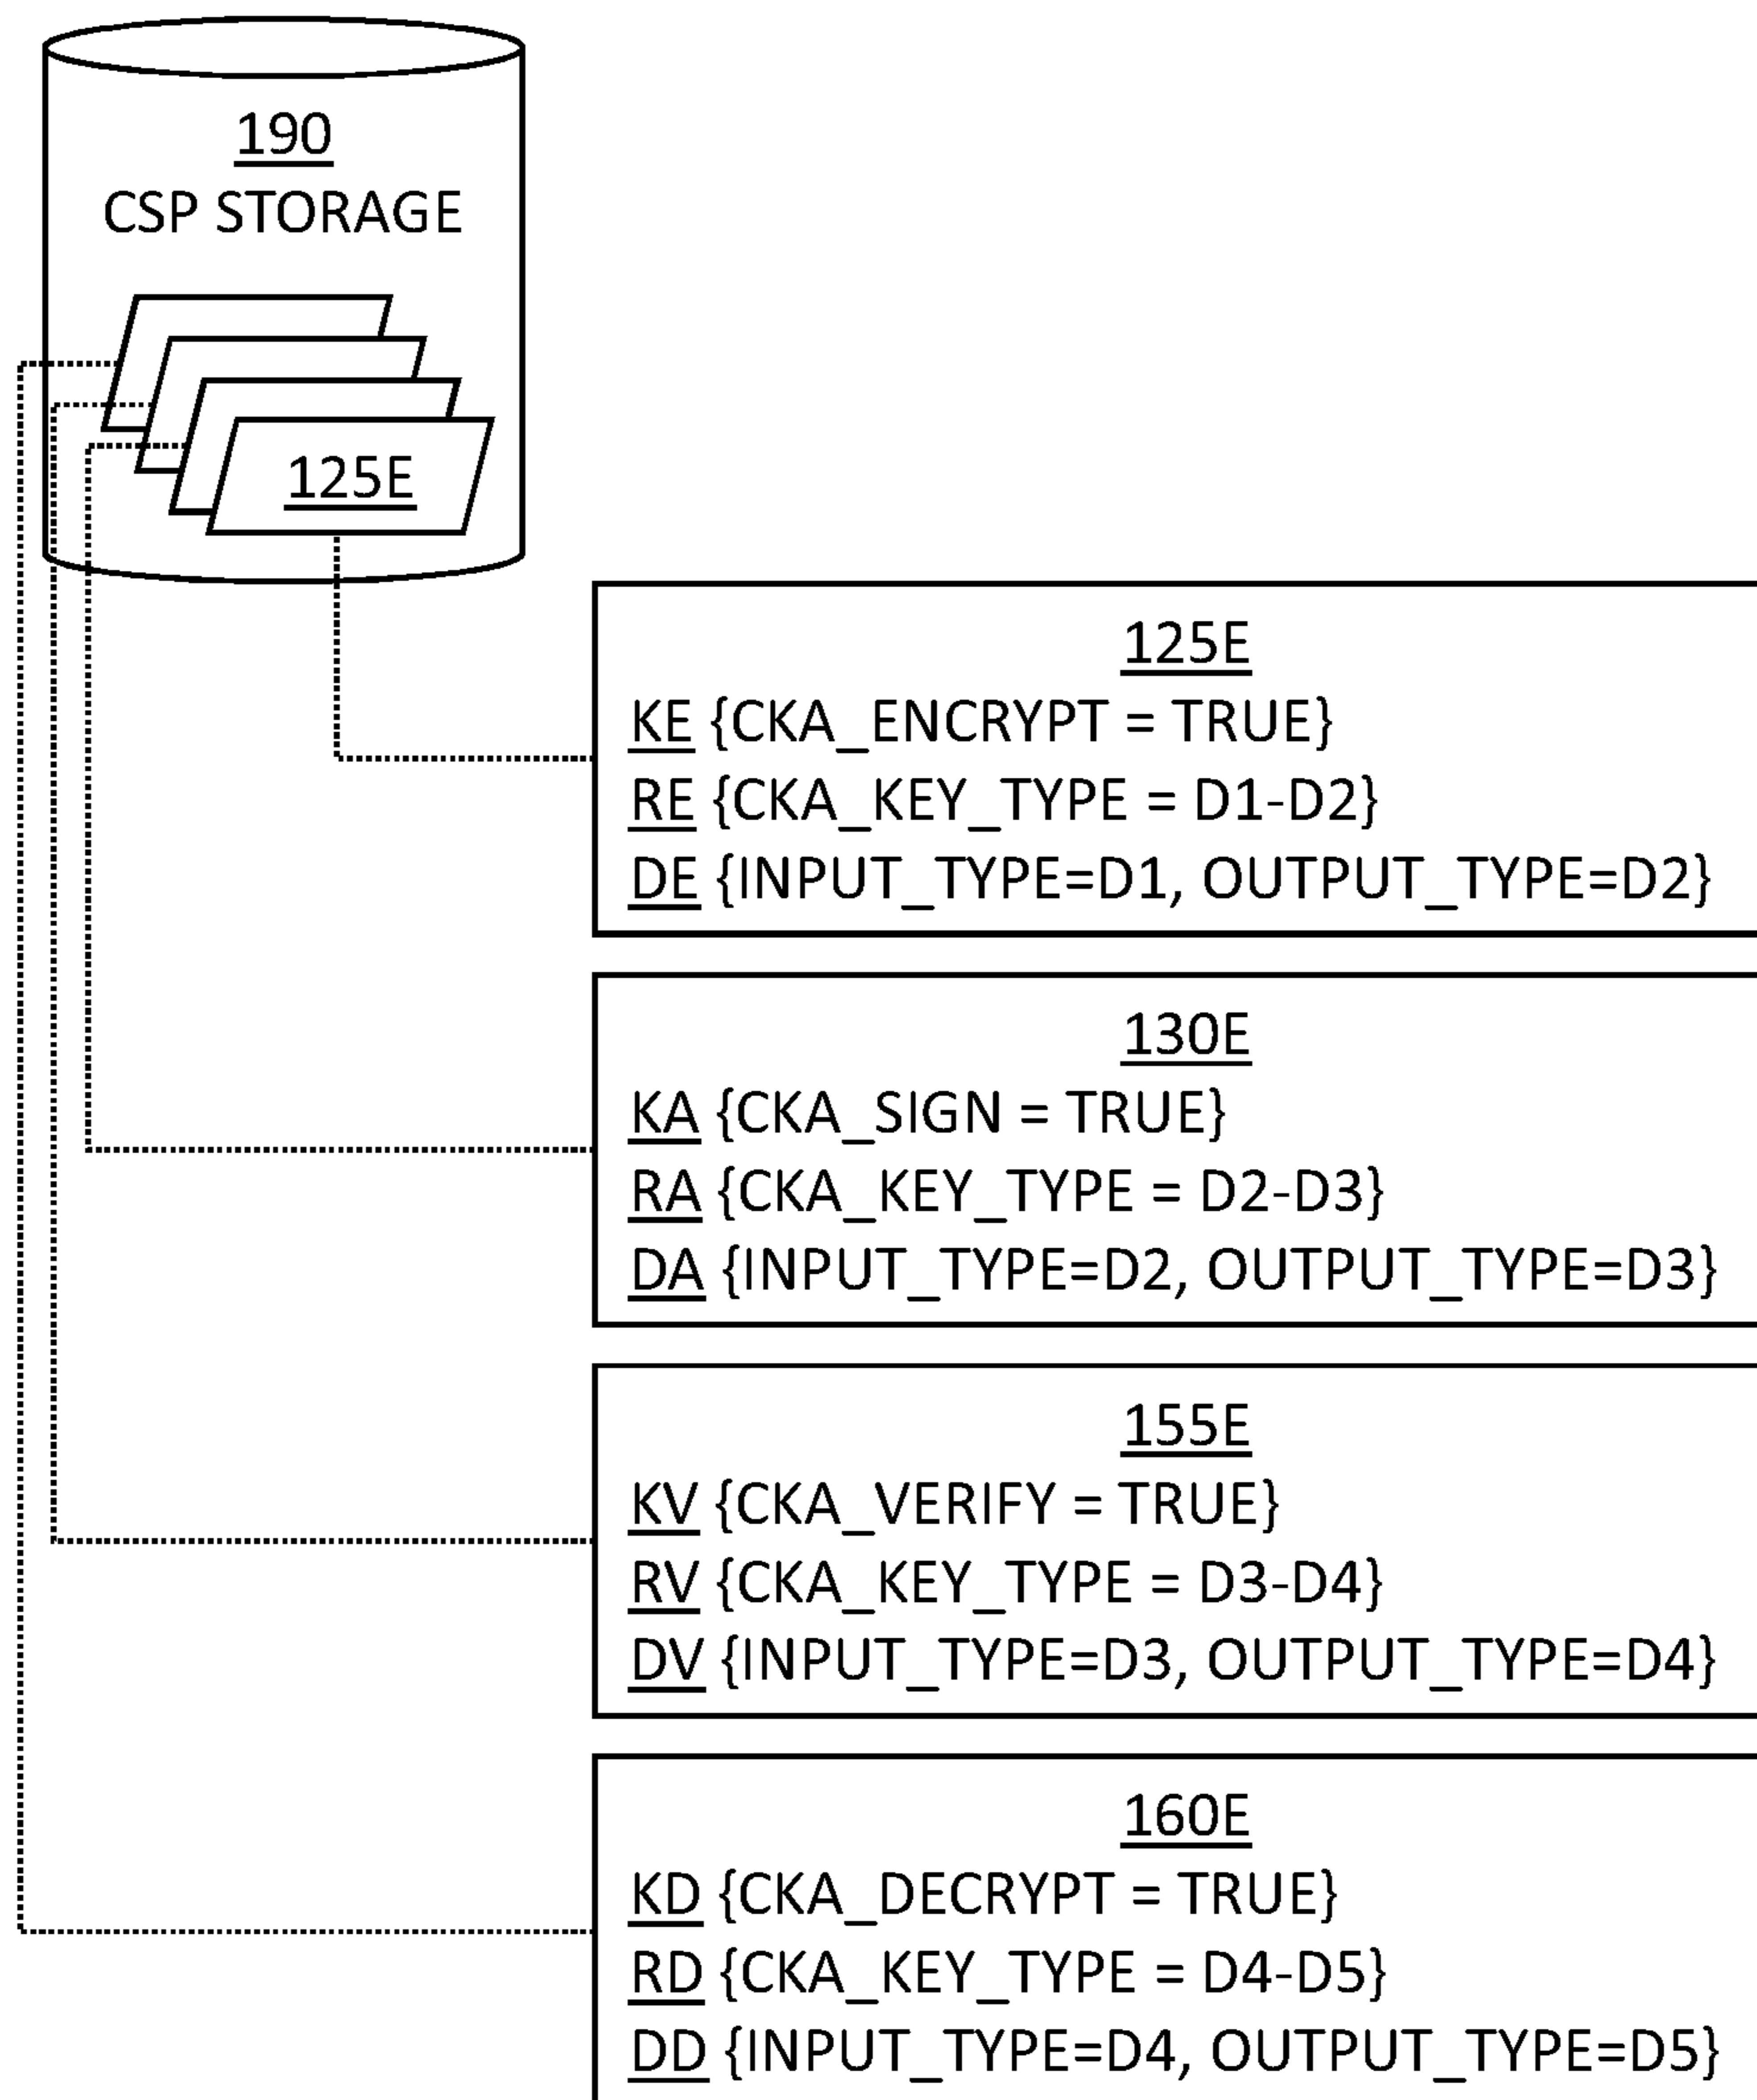 190
CSP STORAGE
125E
125E
KE {CKA_ENCRYPT = TRUE}
RE {CKA_KEY_TYPE = D1-D2}
DE {INPUT_TYPE=D1, OUTPUT_TYPE=D2}
130E
KA {CKA_SIGN = TRUE}
RA {CKA_KEY_TYPE = D2-D3}
DA {INPUT_TYPE=D2, OUTPUT_TYPE=D3}
155E
KV {CKA_VERIFY = TRUE}
RV {CKA_KEY_TYPE = D3-D4}
DV {INPUT_TYPE=D3, OUTPUT_TYPE=D4}
160E
KD {CKA_DECRYPT = TRUE}
RD {CKA_KEY_TYPE = D4-D5}
DD {INPUT_TYPE=D4, OUTPUT_TYPE=D5}